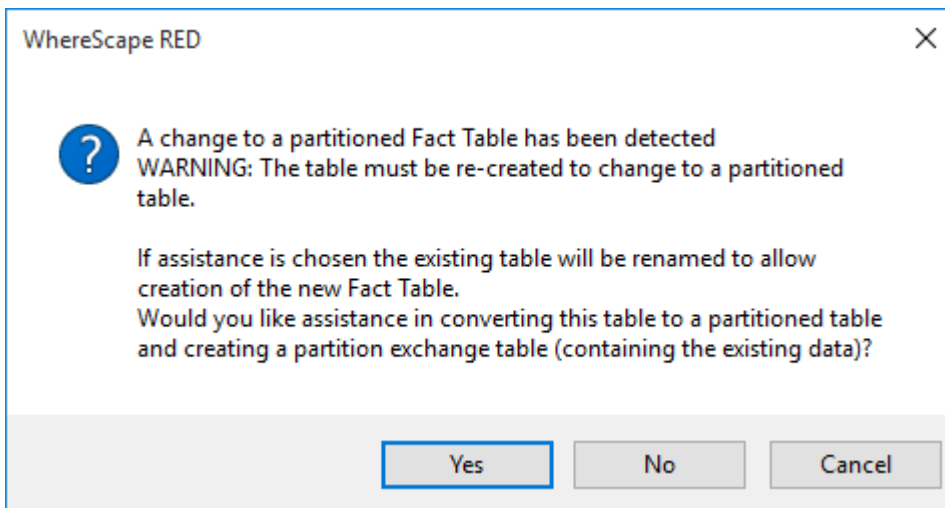 WhereScape RED
A change to a partitioned Fact Table has been detected
WARNING: The table must be re-created to change to a partitioned
table.
If assistance is chosen the existing table will be renamed to allow
creation of the new Fact Table.
Would you like assistance in converting this table to a partitioned table
and creating a partition exchange table (containing the existing data)?
Yes No Cancel